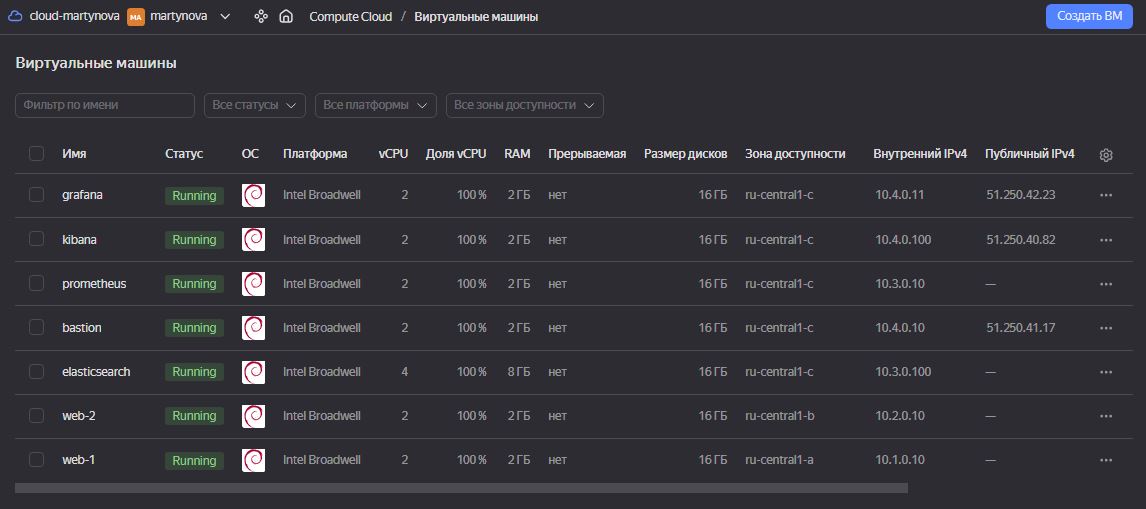 cloud-martynova MA martynova Compute Cloud / Виртуальные машины Создать ВМ
Виртуальные машины
Фильтр по имени Все статусы Все платформы Все зоны доступности
Имя Статус ОС Платформа vCPU Доля vCPU RAM Прерываемая Размер дисков Зона доступности Внутренний IPv4 Публичный IPv4
grafana Running Intel Broadwell 2 100 % 2 ГБ нет 16 ГБ ru-central1-c 10.4.0.11 51.250.42.23
kibana Running Intel Broadwell 2 100 % 2 ГБ нет 16 ГБ ru-central1-c 10.4.0.100 51.250.40.82
prometheus Running Intel Broadwell 2 100 % 2 ГБ нет 16 ГБ ru-central1-c 10.3.0.10 —
bastion Running Intel Broadwell 2 100 % 2 ГБ нет 16 ГБ ru-central1-c 10.4.0.10 51.250.41.17
elasticsearch Running Intel Broadwell 4 100 % 8 ГБ нет 16 ГБ ru-central1-c 10.3.0.100 —
web-2 Running Intel Broadwell 2 100 % 2 ГБ нет 16 ГБ ru-central1-b 10.2.0.10 —
web-1 Running Intel Broadwell 2 100 % 2 ГБ нет 16 ГБ ru-central1-a 10.1.0.10 —